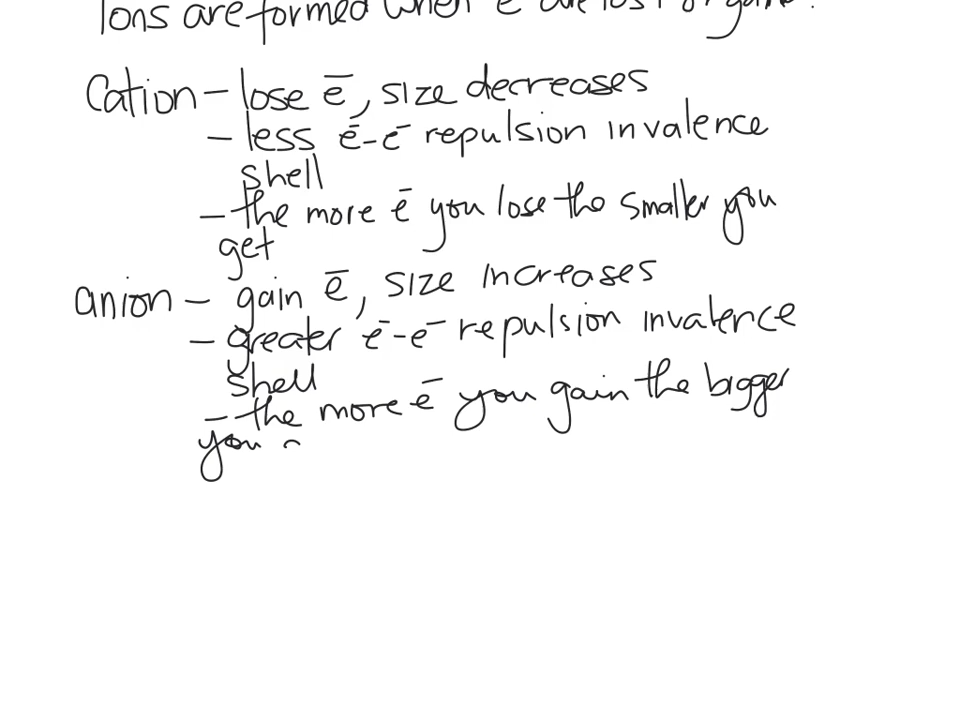 Ions are formed when e⁻ are lost or gained.
Cation - lose e⁻, size decreases
- less e⁻-e⁻ repulsion in valence
shell
- the more e⁻ you lose the smaller you
get
anion - gain e⁻, size increases
- greater e⁻-e⁻ repulsion in valence
shell
- the more e⁻ you gain the bigger
you